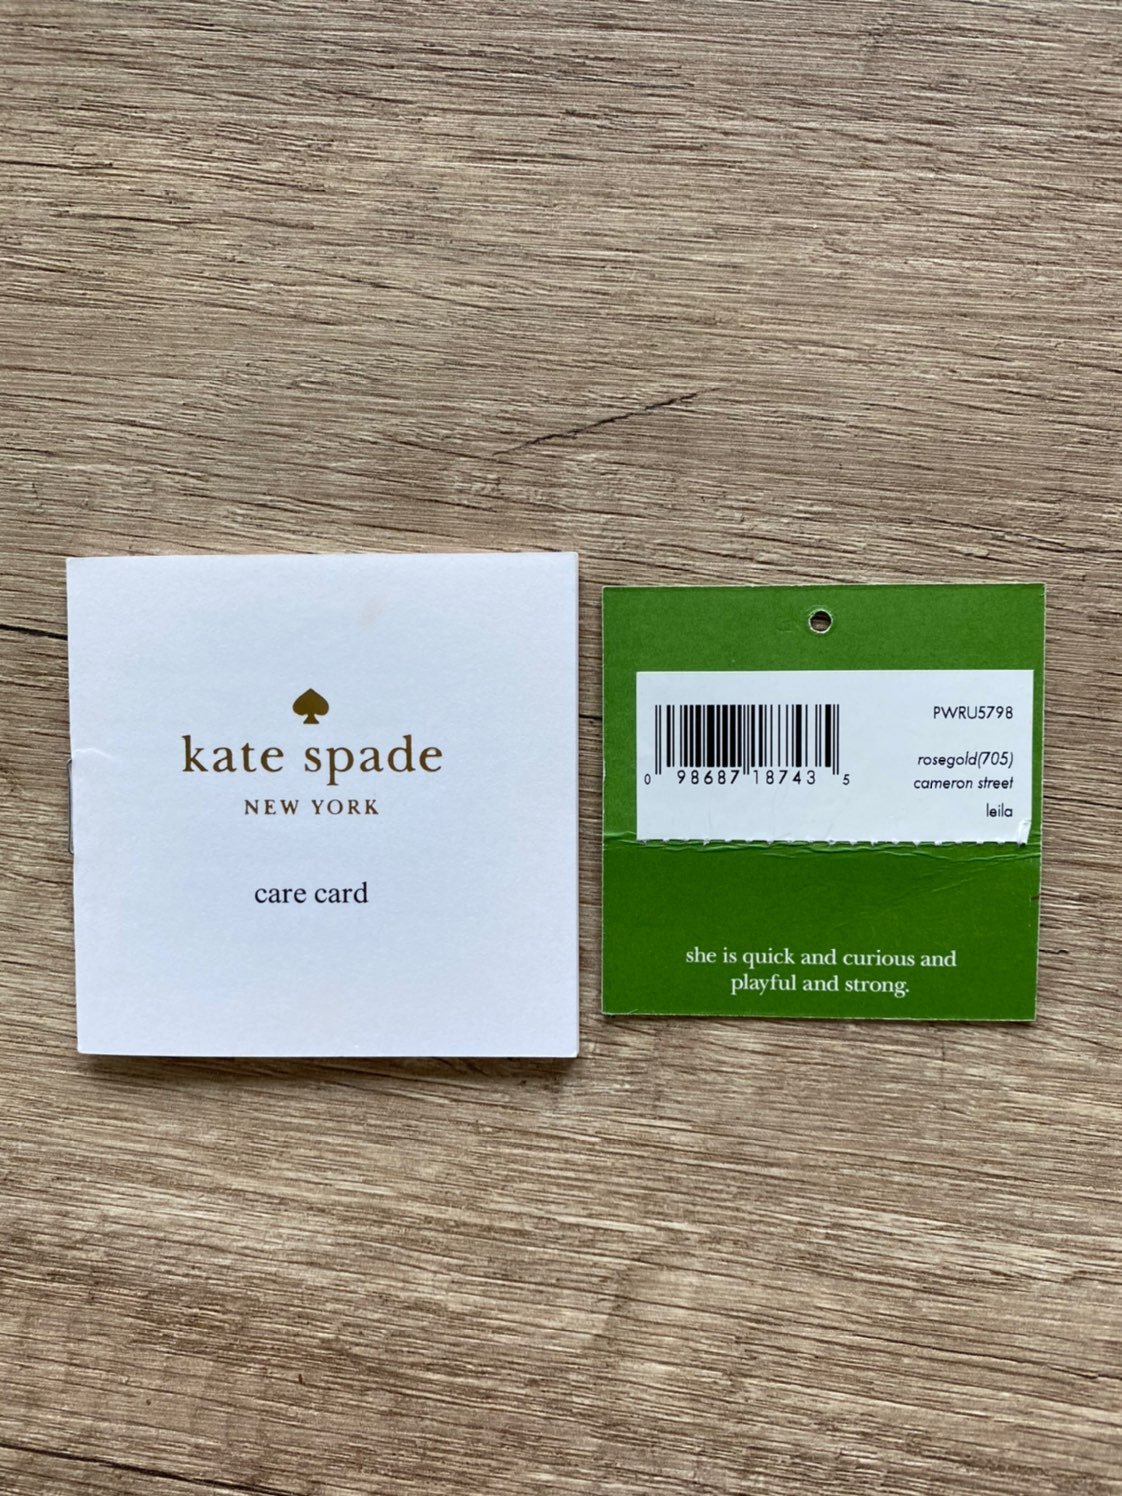 kate spade
NEW YORK
care card
PWRU5798
rosegold(705)
cameron street
leila
0 98687 18743 5
she is quick and curious and
playful and strong.